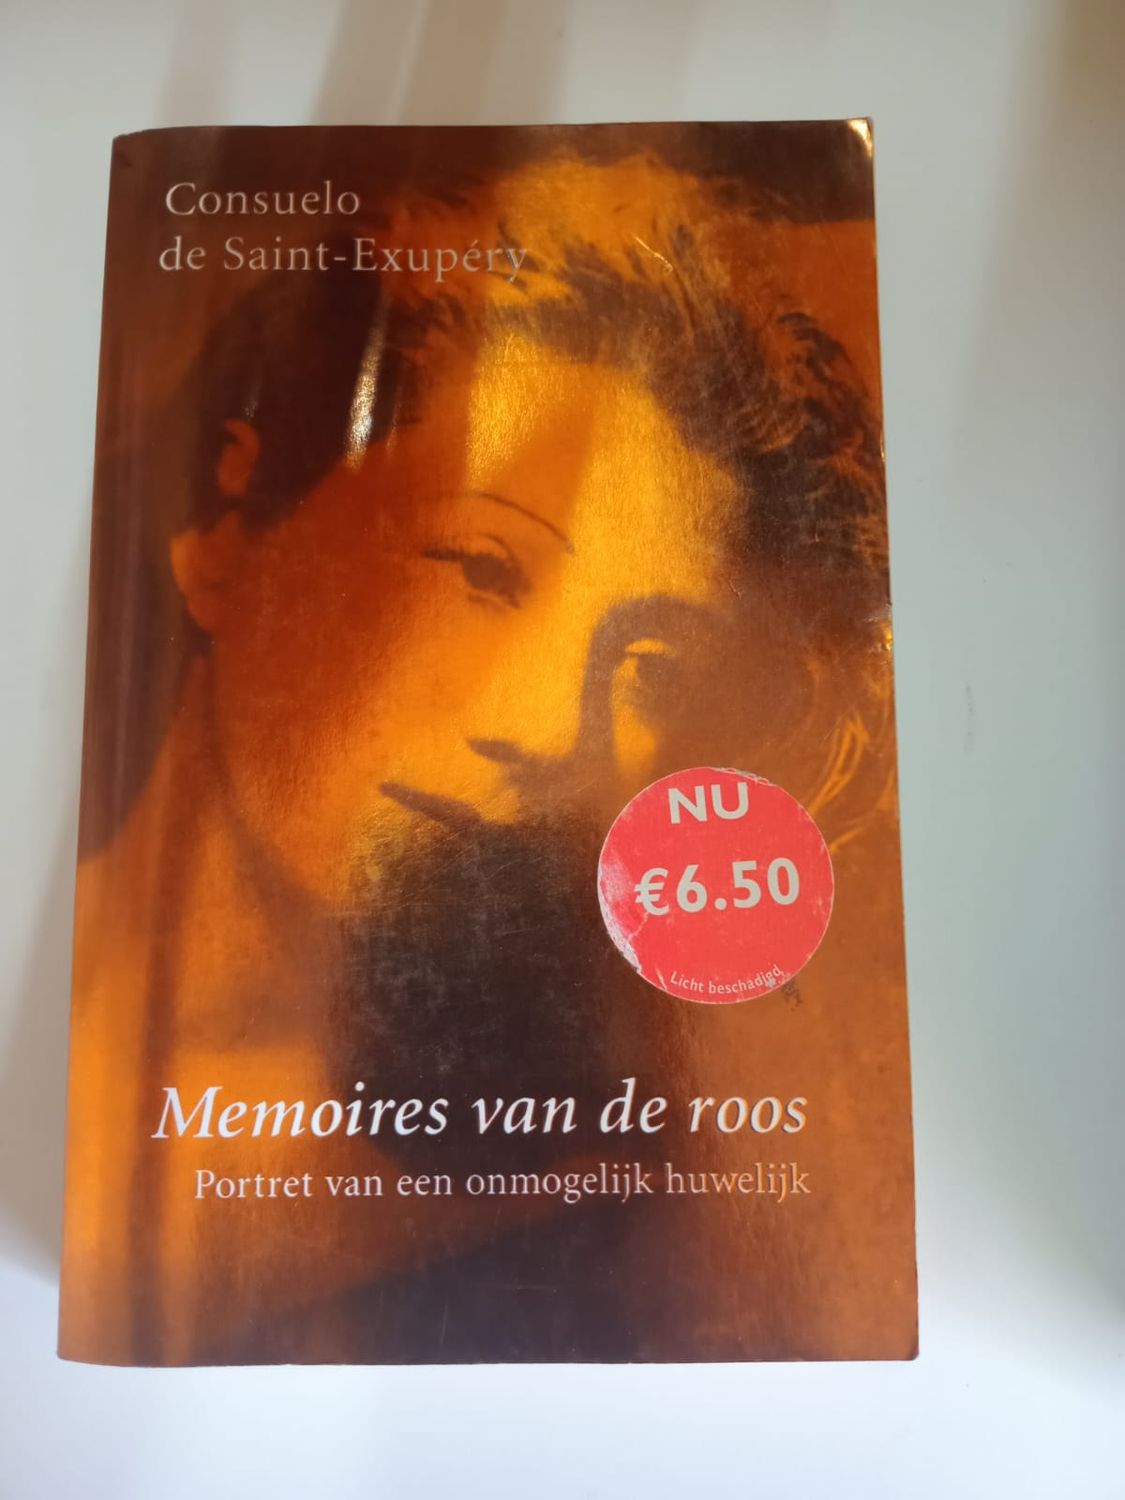 Consuelo
de Saint-Exupéry
NU
€6.50
Licht beschadigd
Memoires van de roos
Portret van een onmogelijk huwelijk